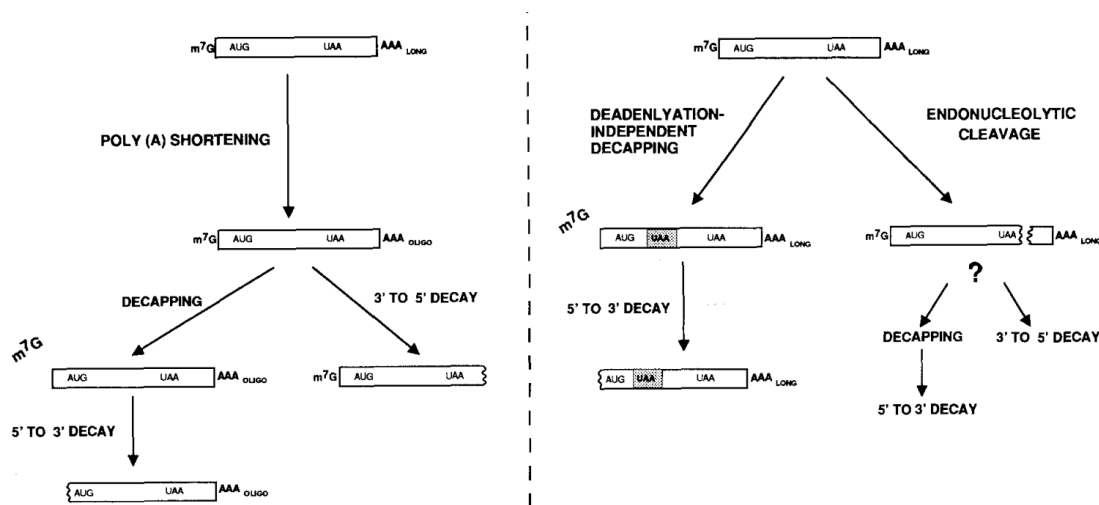 m7G AUG UAA AAA LONG
POLY (A) SHORTENING
m7G AUG UAA AAA OLIGO
DECAPPING
3' TO 5' DECAY
m7G
AUG UAA AAA OLIGO
m7G AUG UAA
5' TO 3' DECAY
AUG UAA AAA OLIGO
m7G AUG UAA AAA LONG
DEADENLYATION-
INDEPENDENT
DECAPPING
ENDONUCLEOLYTIC
CLEAVAGE
m7G
AUG UAA UAA AAA LONG
m7G AUG UAA AAA LONG
?
5' TO 3' DECAY
DECAPPING
3' TO 5' DECAY
AUG UAA UAA AAA LONG
5' TO 3' DECAY